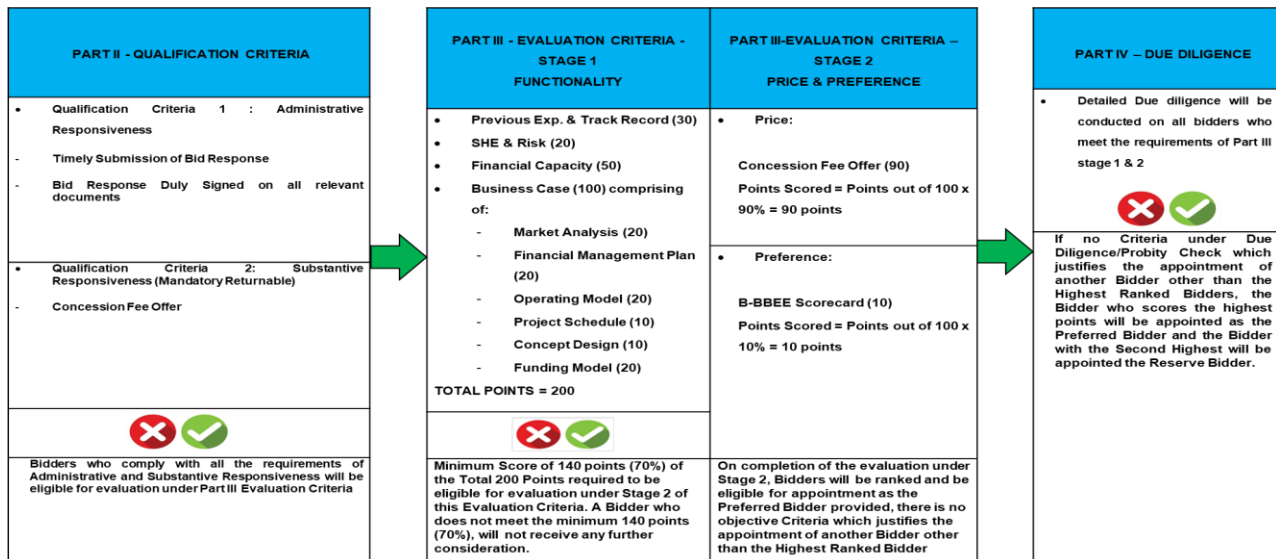 PART II - QUALIFICATION CRITERIA
• Qualification Criteria 1 : Administrative
Responsiveness
- Timely Submission of Bid Response
- Bid Response Duly Signed on all relevant
documents
• Qualification Criteria 2: Substantive
Responsiveness (Mandatory Returnable)
- Concession Fee Offer
Bidders who comply with all the requirements of
Administrative and Substantive Responsiveness will be
eligible for evaluation under Part III Evaluation Criteria
PART III - EVALUATION CRITERIA -
STAGE 1
FUNCTIONALITY
• Previous Exp. & Track Record (30)
• SHE & Risk (20)
• Financial Capacity (50)
• Business Case (100) comprising
of:
- Market Analysis (20)
- Financial Management Plan
(20)
- Operating Model (20)
- Project Schedule (10)
- Concept Design (10)
- Funding Model (20)
TOTAL POINTS = 200
Minimum Score of 140 points (70%) of
the Total 200 Points required to be
eligible for evaluation under Stage 2 of
this Evaluation Criteria. A Bidder who
does not meet the minimum 140 points
(70%), will not receive any further
consideration.
PART III-EVALUATION CRITERIA –
STAGE 2
PRICE & PREFERENCE
• Price:
Concession Fee Offer (90)
Points Scored = Points out of 100 x
90% = 90 points
• Preference:
B-BBEE Scorecard (10)
Points Scored = Points out of 100 x
10% = 10 points
On completion of the evaluation under
Stage 2, Bidders will be ranked and be
eligible for appointment as the
Preferred Bidder provided, there is no
objective Criteria which justifies the
appointment of another Bidder other
than the Highest Ranked Bidder
PART IV – DUE DILIGENCE
• Detailed Due diligence will be
conducted on all bidders who
meet the requirements of Part III
stage 1 & 2
If no Criteria under Due
Diligence/Probity Check which
justifies the appointment of
another Bidder other than the
Highest Ranked Bidders, the
Bidder who scores the highest
points will be appointed as the
Preferred Bidder and the Bidder
with the Second Highest will be
appointed the Reserve Bidder.